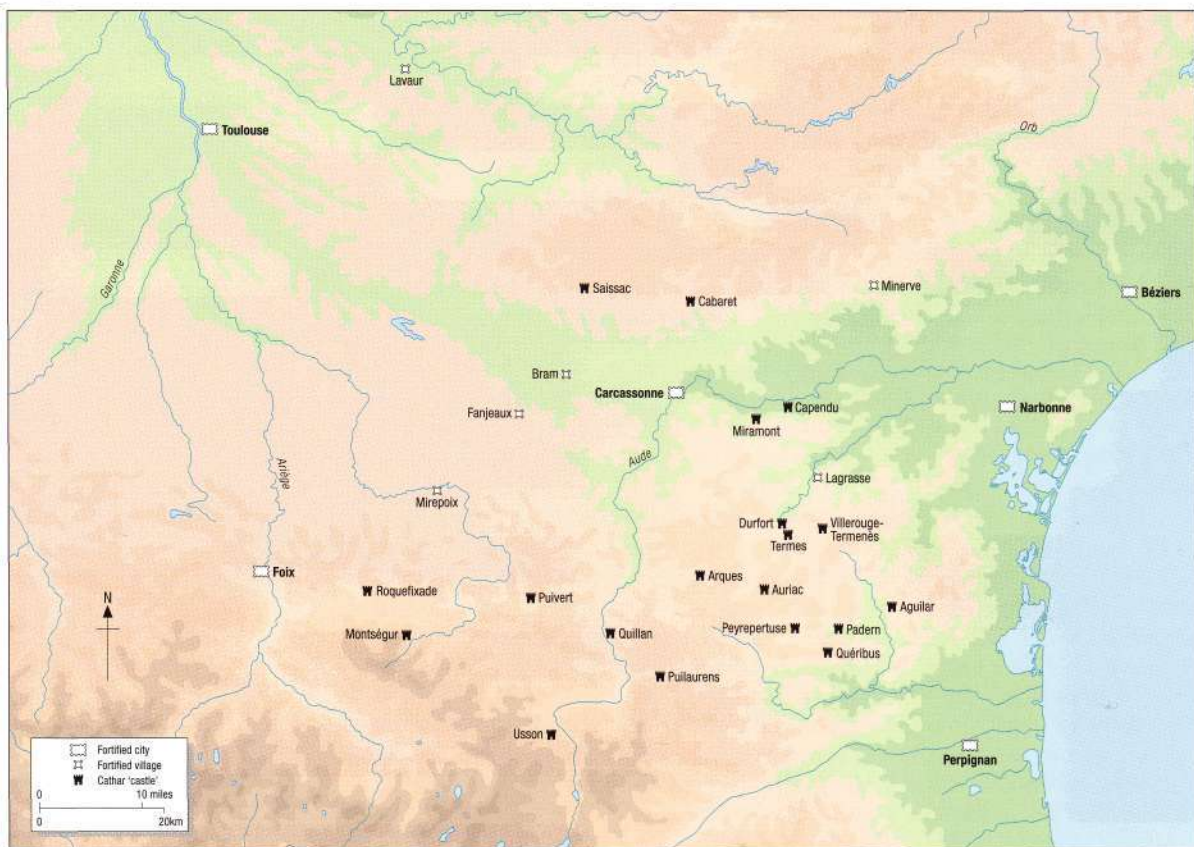 Lavaur
Toulouse
Orb
Garonne
Saissac
Cabaret
Minerve
Béziers
Bram
Carcassonne
Fanjeaux
Capendu
Miramont
Narbonne
Aude
Ariège
Mirepoix
Lagrasse
Durfort
Termes
Villerouge-
Termenès
Foix
Roquefixade
Puivert
Arques
Auriac
Aguilar
N
Montségur
Quillan
Peyrepertuse
Padern
Quéribus
Puilaurens
Usson
Perpignan
Fortified city
Fortified village
Cathar ‘castle’
0 10 miles
0 20km